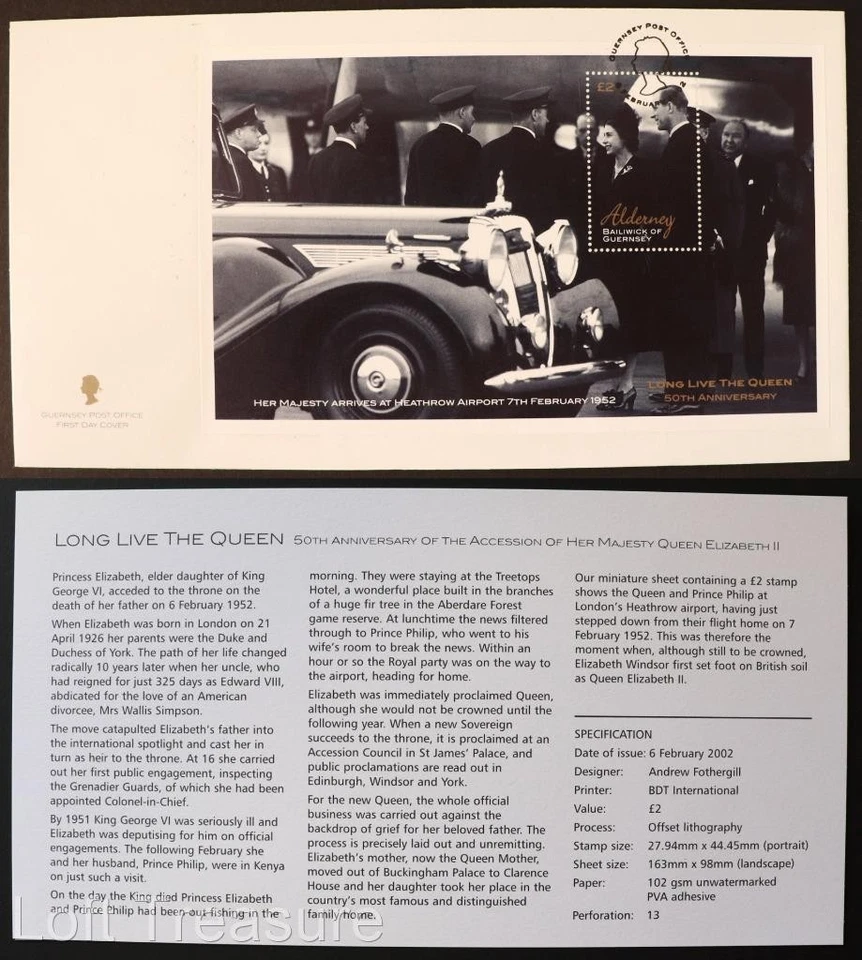 GUERNSEY POST OFFICE
FEBRUARY 2
£2
Alderney
BAILIWICK OF
GUERNSEY
LONG LIVE THE QUEEN
50TH ANNIVERSARY
HER MAJESTY ARRIVES AT HEATHROW AIRPORT 7TH FEBRUARY 1952
GUERNSEY POST OFFICE
FIRST DAY COVER
LONG LIVE THE QUEEN 50TH ANNIVERSARY OF THE ACCESSION OF HER MAJESTY QUEEN ELIZABETH II
Princess Elizabeth, elder daughter of King
George VI, acceded to the throne on the
death of her father on 6 February 1952.
When Elizabeth was born in London on 21
April 1926 her parents were the Duke and
Duchess of York. The path of her life changed
radically 10 years later when her uncle, who
had reigned for just 325 days as Edward VIII,
abdicated for the love of an American
divorcee, Mrs Wallis Simpson.
The move catapulted Elizabeth's father into
the international spotlight and cast her in
turn as heir to the throne. At 16 she carried
out her first public engagement, inspecting
the Grenadier Guards, of which she had been
appointed Colonel-in-Chief.
By 1951 King George VI was seriously ill and
Elizabeth was deputising for him on official
engagements. The following February she
and her husband, Prince Philip, were in Kenya
on just such a visit.
On the day the King died Princess Elizabeth
and Prince Philip had been out fishing in the
morning. They were staying at the Treetops
Hotel, a wonderful place built in the branches
of a huge fir tree in the Aberdare Forest
game reserve. At lunchtime the news filtered
through to Prince Philip, who went to his
wife's room to break the news. Within an
hour or so the Royal party was on the way to
the airport, heading for home.
Elizabeth was immediately proclaimed Queen,
although she would not be crowned until the
following year. When a new Sovereign
succeeds to the throne, it is proclaimed at an
Accession Council in St James' Palace, and
public proclamations are read out in
Edinburgh, Windsor and York.
For the new Queen, the whole official
business was carried out against the
backdrop of grief for her beloved father. The
process is precisely laid out and unremitting.
Elizabeth's mother, now the Queen Mother,
moved out of Buckingham Palace to Clarence
House and her daughter took her place in the
country's most famous and distinguished
family home.
Our miniature sheet containing a £2 stamp
shows the Queen and Prince Philip at
London's Heathrow airport, having just
stepped down from their flight home on 7
February 1952. This was therefore the
moment when, although still to be crowned,
Elizabeth Windsor first set foot on British soil
as Queen Elizabeth II.
SPECIFICATION
Date of issue: 6 February 2002
Designer: Andrew Fothergill
Printer: BDT International
Value: £2
Process: Offset lithography
Stamp size: 27.94mm x 44.45mm (portrait)
Sheet size: 163mm x 98mm (landscape)
Paper: 102 gsm unwatermarked
PVA adhesive
Perforation: 13
Loft Treasure